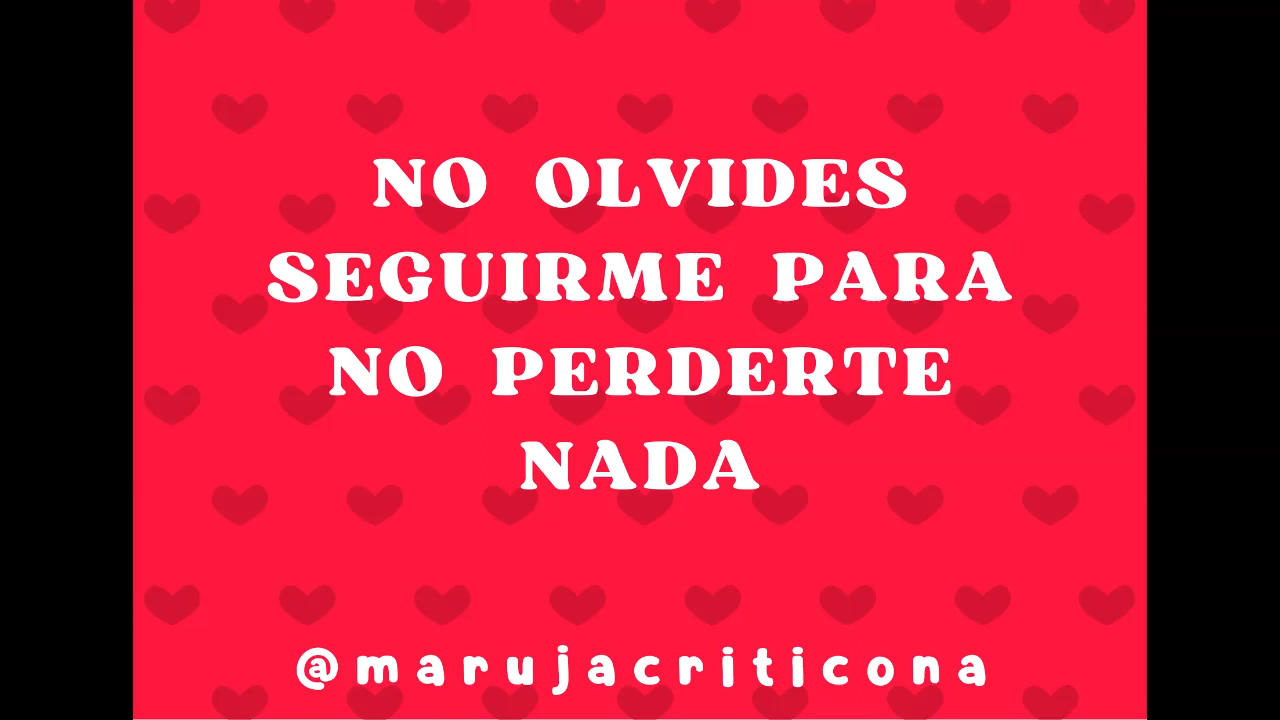 NO OLVIDES
SEGUIRME PARA
NO PERDERTE
NADA
@marujacriticona